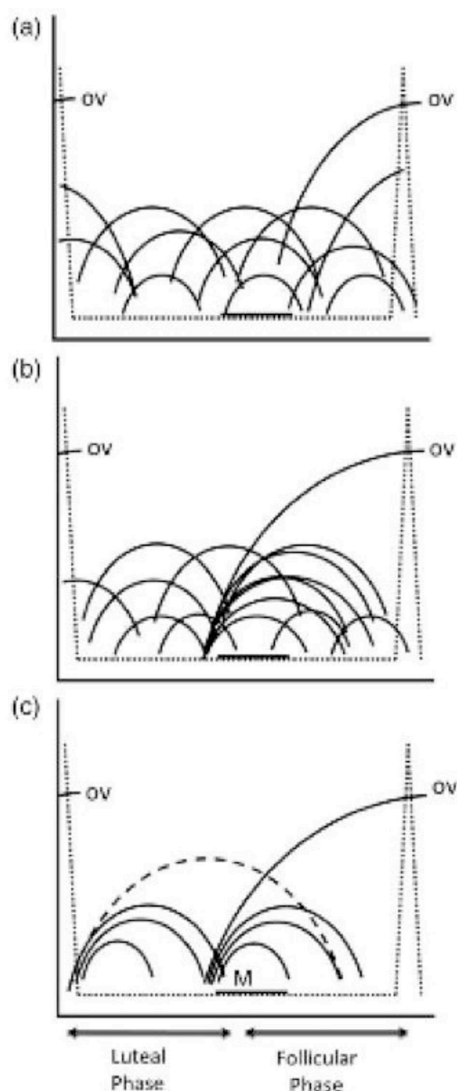 (a)
OV
OV
(b)
OV
OV
(c)
OV
OV
M
Luteal
Phase
Follicular
Phase